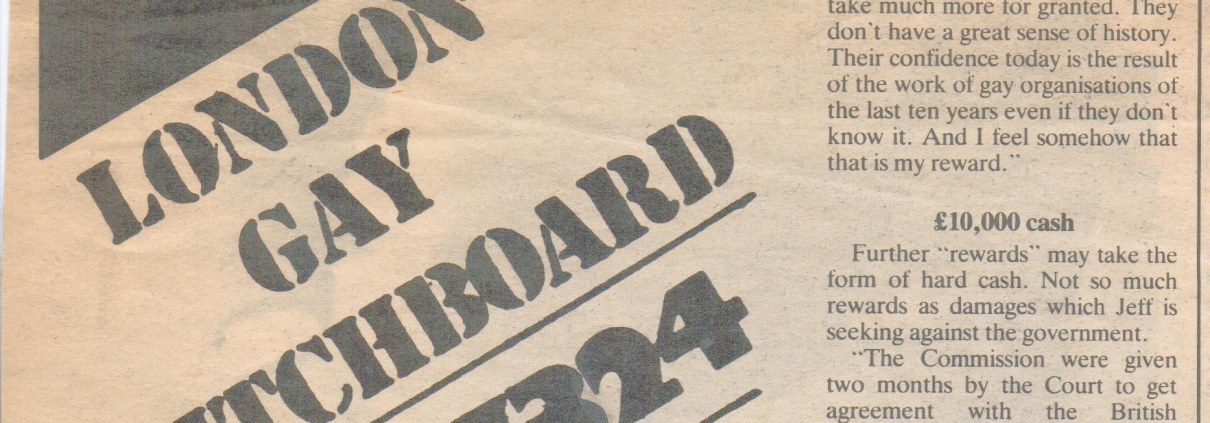 LONDON
GAY
TCHBOARD
324
take much more for granted. They
don't have a great sense of history.
Their confidence today is the result
of the work of gay organisations of
the last ten years even if they don't
know it. And I feel somehow that
that is my reward."
£10,000 cash
Further "rewards" may take the
form of hard cash. Not so much
rewards as damages which Jeff is
seeking against the government.
"The Commission were given
two months by the Court to get
agreement with the British